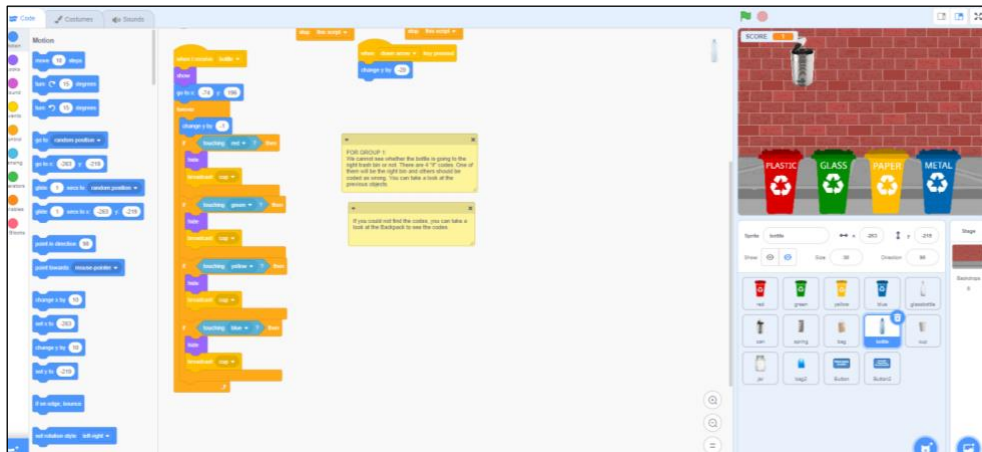 Code
Costumes
Sounds
Motion
move 10 steps
turn 15 degrees
turn 15 degrees
go to random position
go to x: -263 y: -219
glide 1 secs to random position
glide 1 secs to x: -263 y: -219
point in direction 90
point towards mouse-pointer
change x by 10
set x to -263
change y by 10
set y to -219
if on edge, bounce
set rotation style left-right
stop this script
stop this script
when I receive bottle
show
go to x: -74 y: 186
forever
change y by
if touching red ? then
hide
broadcast cup
if touching green ? then
hide
broadcast cup
if touching yellow ? then
hide
broadcast cup
if touching blue ? then
hide
broadcast cup
when down arrow key pressed
change y by -20
FOR GROUP 1:
We cannot see whether the bottle is going to the
right trash bin or not. There are 4 "if" codes. One of
them will be the right bin and others should be
coded as wrong. You can take a look at the
previous objects.
If you could not find the codes, you can take a
look at the Backpack to see the codes.
SCORE
PLASTIC
GLASS
PAPER
METAL
Sprite bottle x -263 y -219
Show Size Direction 90
Stage
Backdrops
red
green
yellow
blue
glassbottle
can
spring
bag
bottle
cup
jar
bag2
Button
Button2